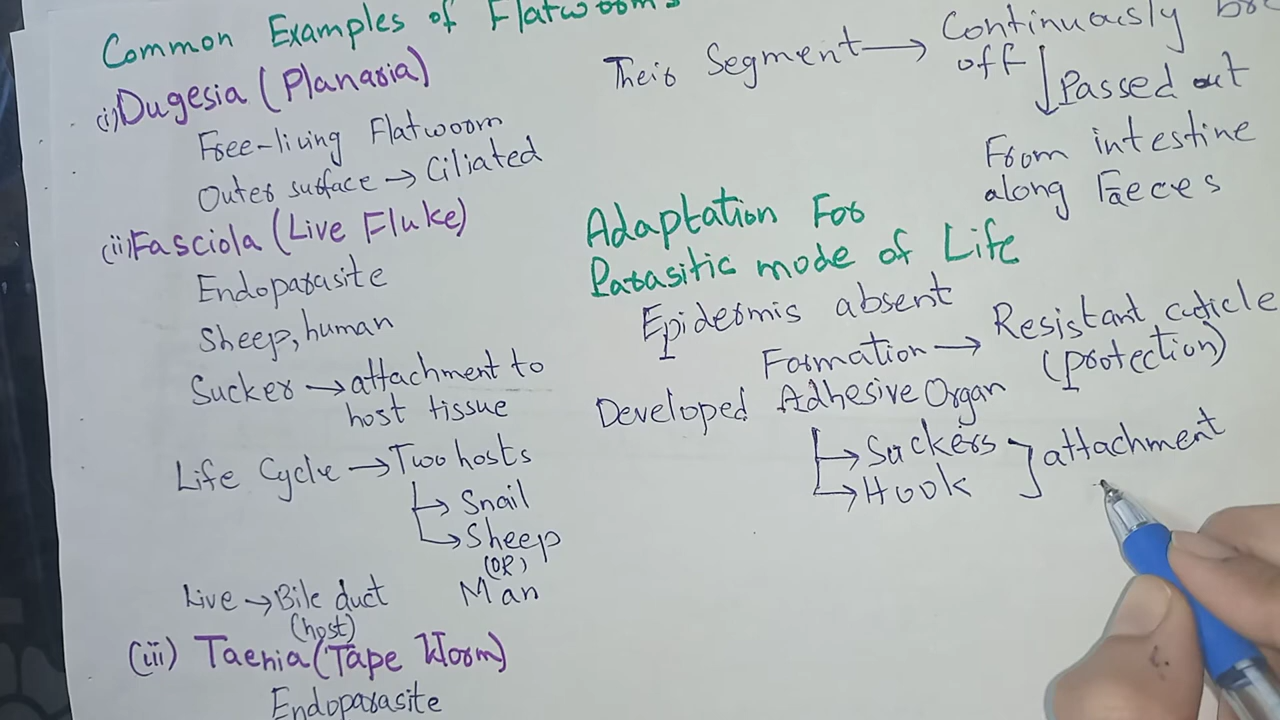 Common Examples of Flatworms
(i) Dugesia (Planaria)
Free-living Flatworm
Outer surface → Ciliated
(ii) Fasciola (Live Fluke)
Endoparasite
Sheep, human
Sucker → attachment to
host tissue
Life Cycle → Two hosts
→ Snail
→ Sheep
(OR)
Man
Live → Bile duct
(host)
(iii) Taenia (Tape Worm)
Endoparasite
Their Segment → Continuously
off ↓ Passed out
From intestine
along Faeces
Adaptation For
Parasitic mode of Life
Epidermis absent
Formation → Resistant cuticle
(protection)
Developed Adhesive Organ
→ Suckers
→ Hook
attachment